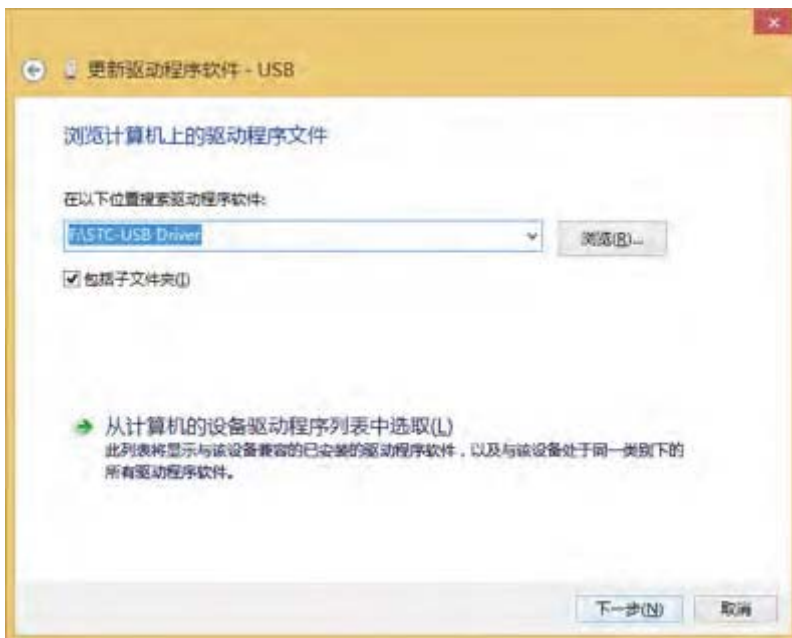 更新驱动程序软件 - USB
浏览计算机上的驱动程序文件
在以下位置搜索驱动程序软件:
F:\STC-USB Driver
浏览(R)...
包括子文件夹(I)
从计算机的设备驱动程序列表中选取(L)
此列表将显示与该设备兼容的已安装的驱动程序软件，以及与该设备处于同一类别下的
所有驱动程序软件。
下一步(N)
取消